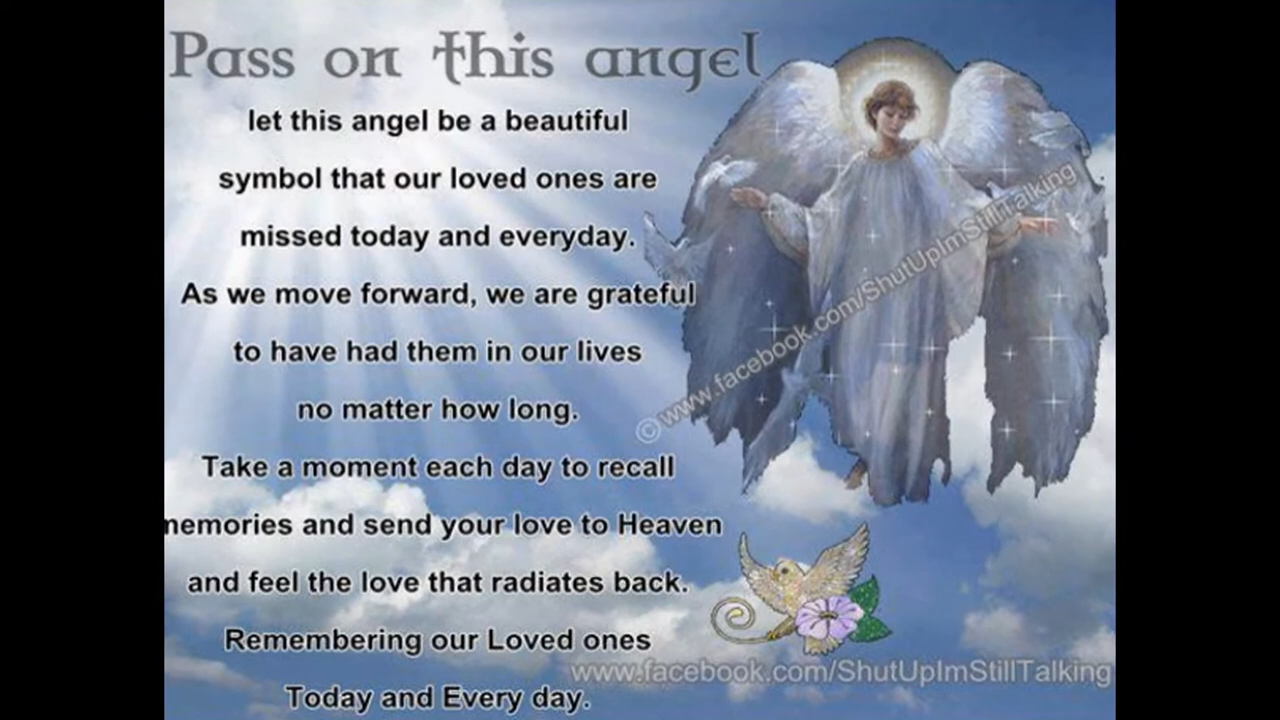 Pass on this angel
let this angel be a beautiful
symbol that our loved ones are
missed today and everyday.
As we move forward, we are grateful
to have had them in our lives
no matter how long.
Take a moment each day to recall
memories and send your love to Heaven
and feel the love that radiates back.
Remembering our Loved ones
Today and Every day.
© www.facebook.com/ShutUpImStillTalking
www.facebook.com/ShutUpImStillTalking